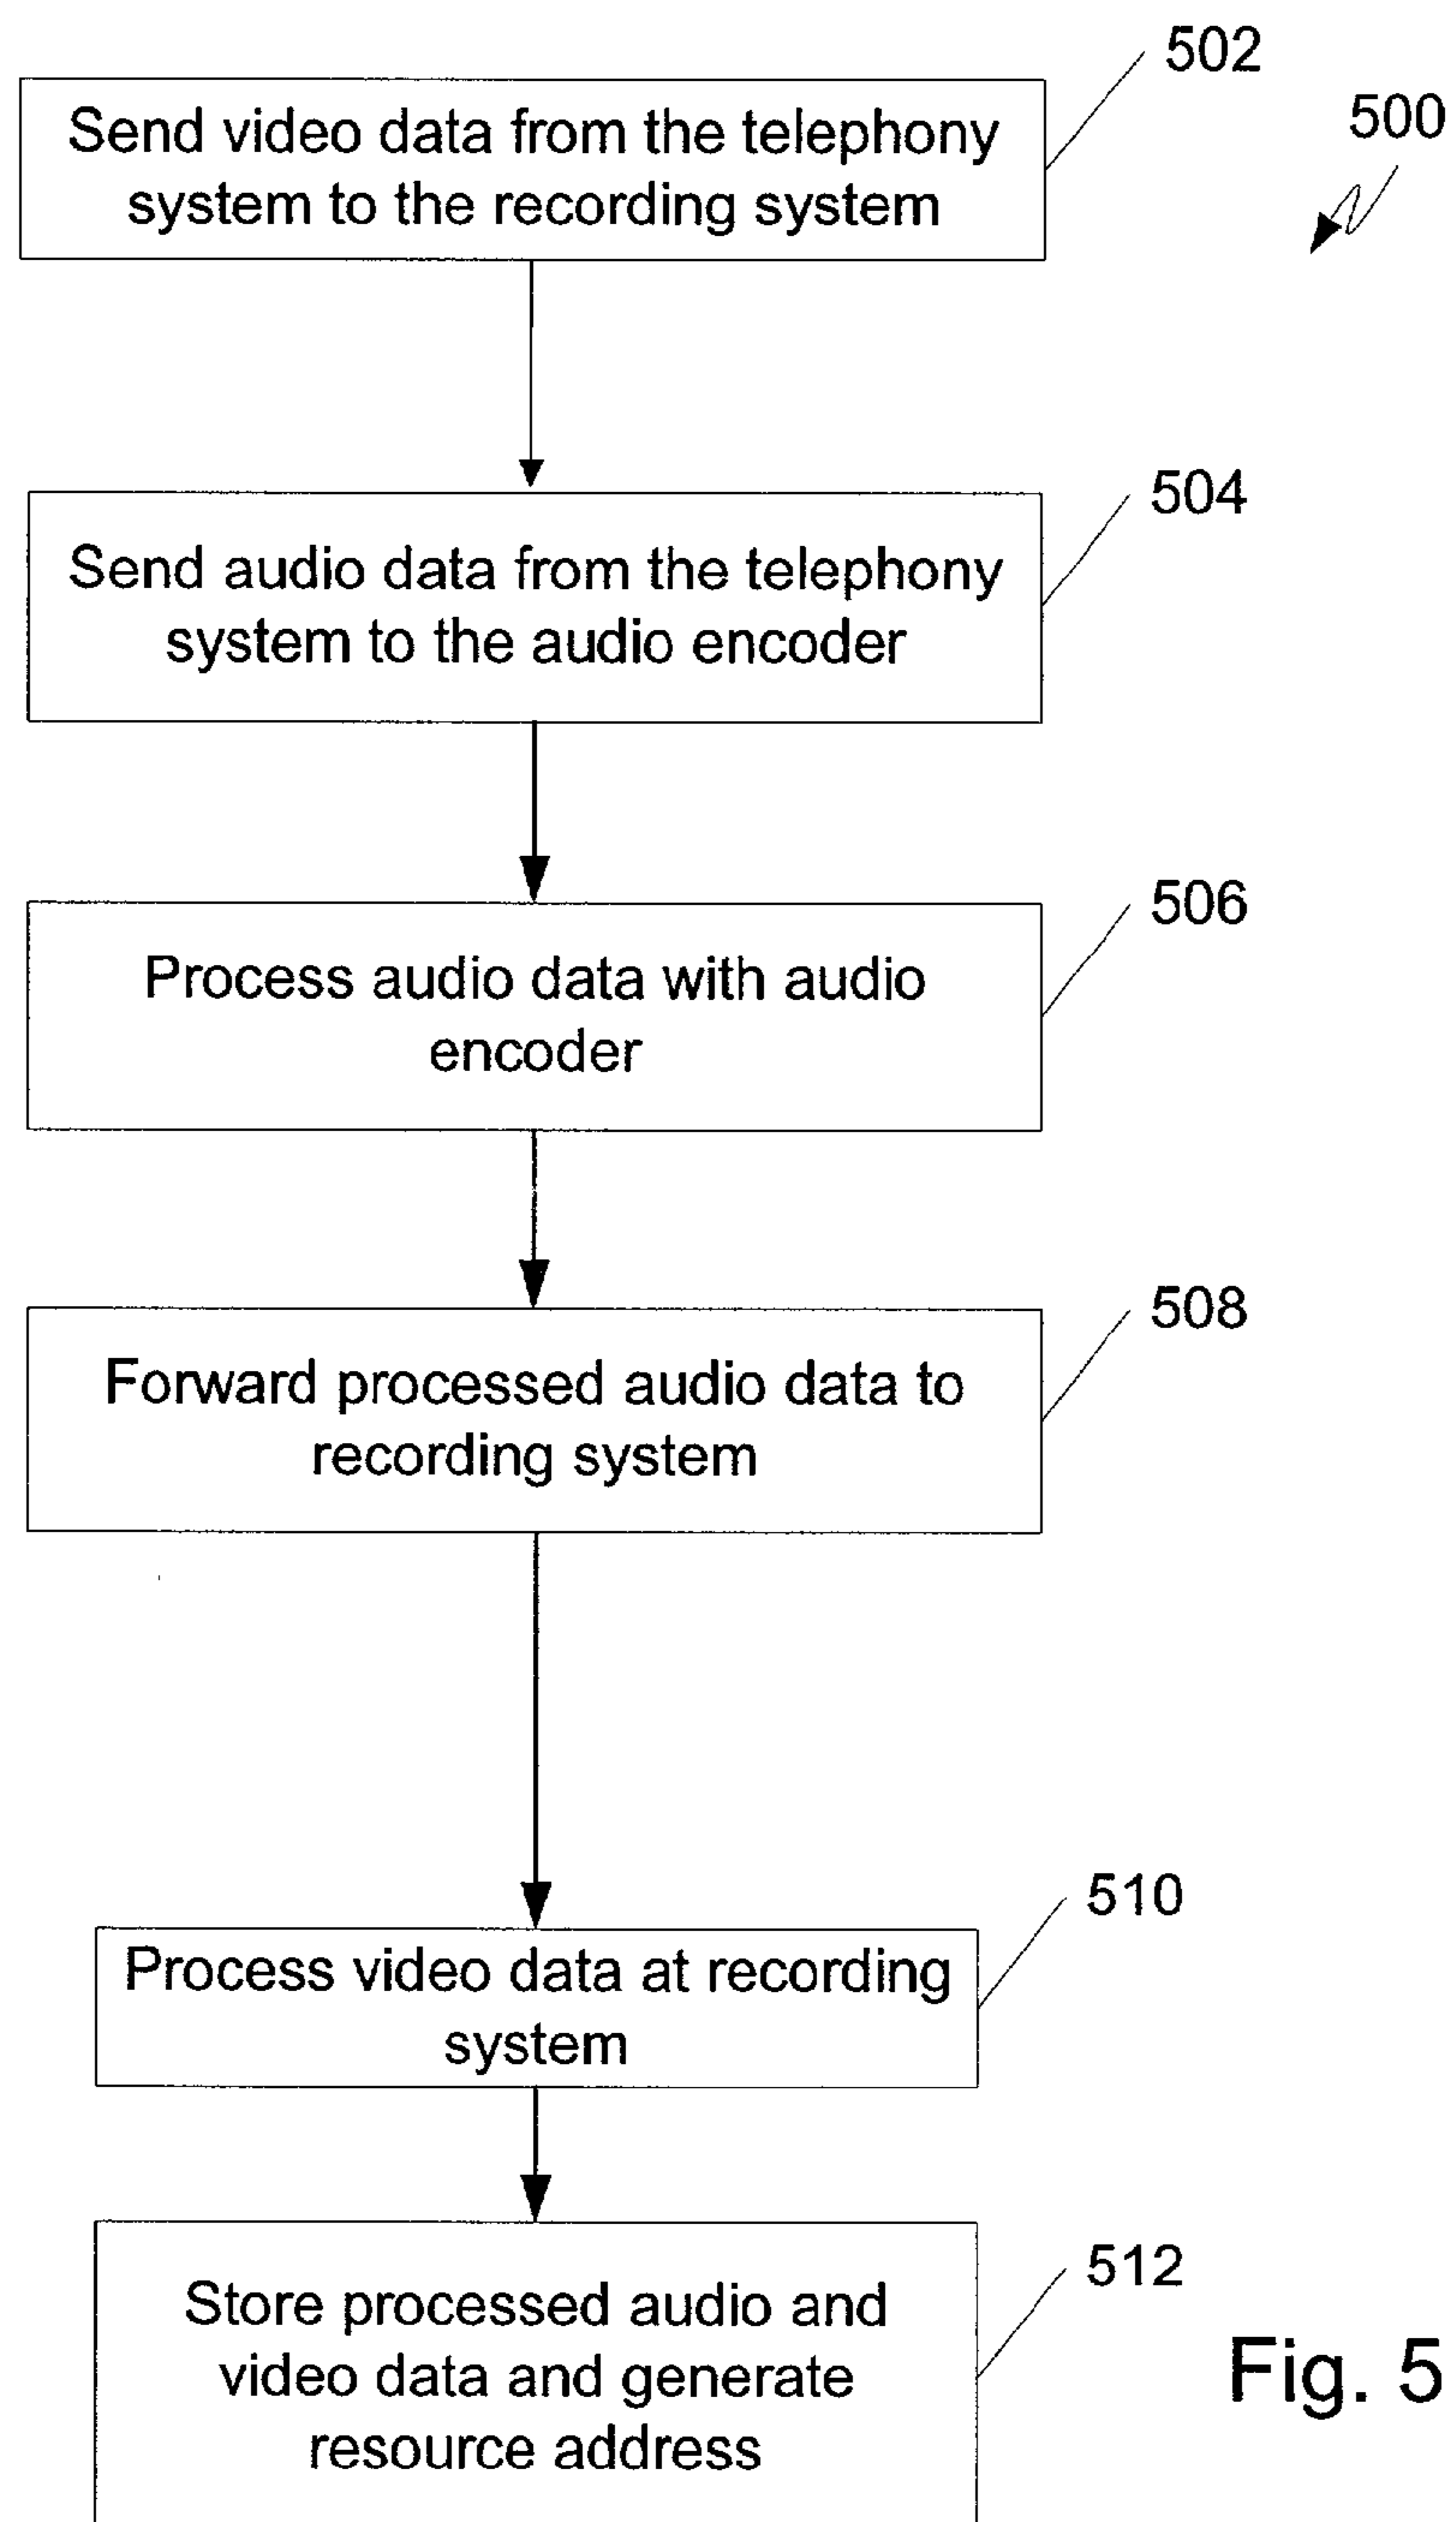 502
500
Send video data from the telephony
system to the recording system
504
Send audio data from the telephony
system to the audio encoder
506
Process audio data with audio
encoder
508
Forward processed audio data to
recording system
510
Process video data at recording
system
512
Store processed audio and
video data and generate
resource address
Fig. 5